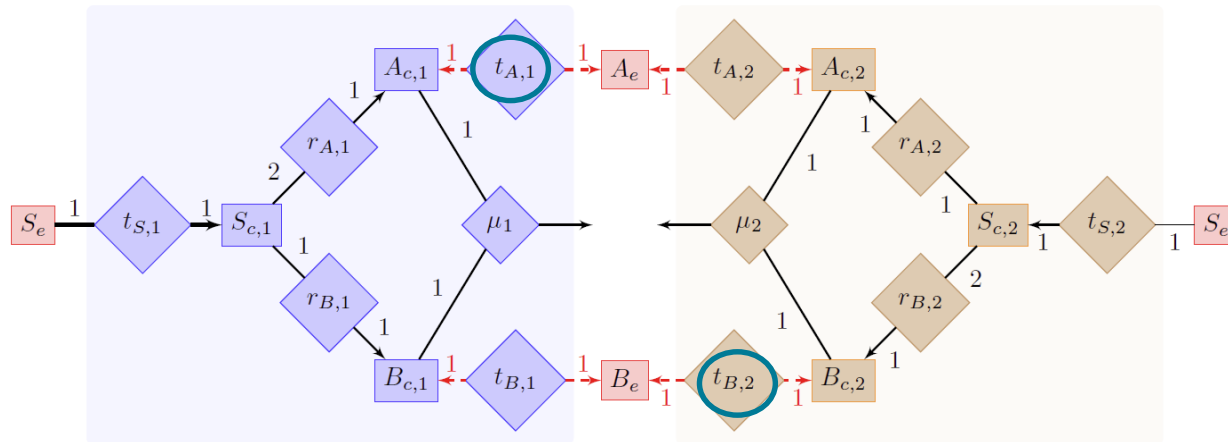 A_{c,1} 1 t_{A,1} 1 A_e 1 t_{A,2} 1 A_{c,2}
1 1 1 1
r_{A,1} r_{A,2}
2 1
S_e 1 t_{S,1} 1 S_{c,1} μ_1 μ_2 S_{c,2} 1 t_{S,2} 1 S_e
1 2
r_{B,1} 1 1 r_{B,2}
1 1
B_{c,1} 1 t_{B,1} 1 B_e 1 t_{B,2} 1 B_{c,2}